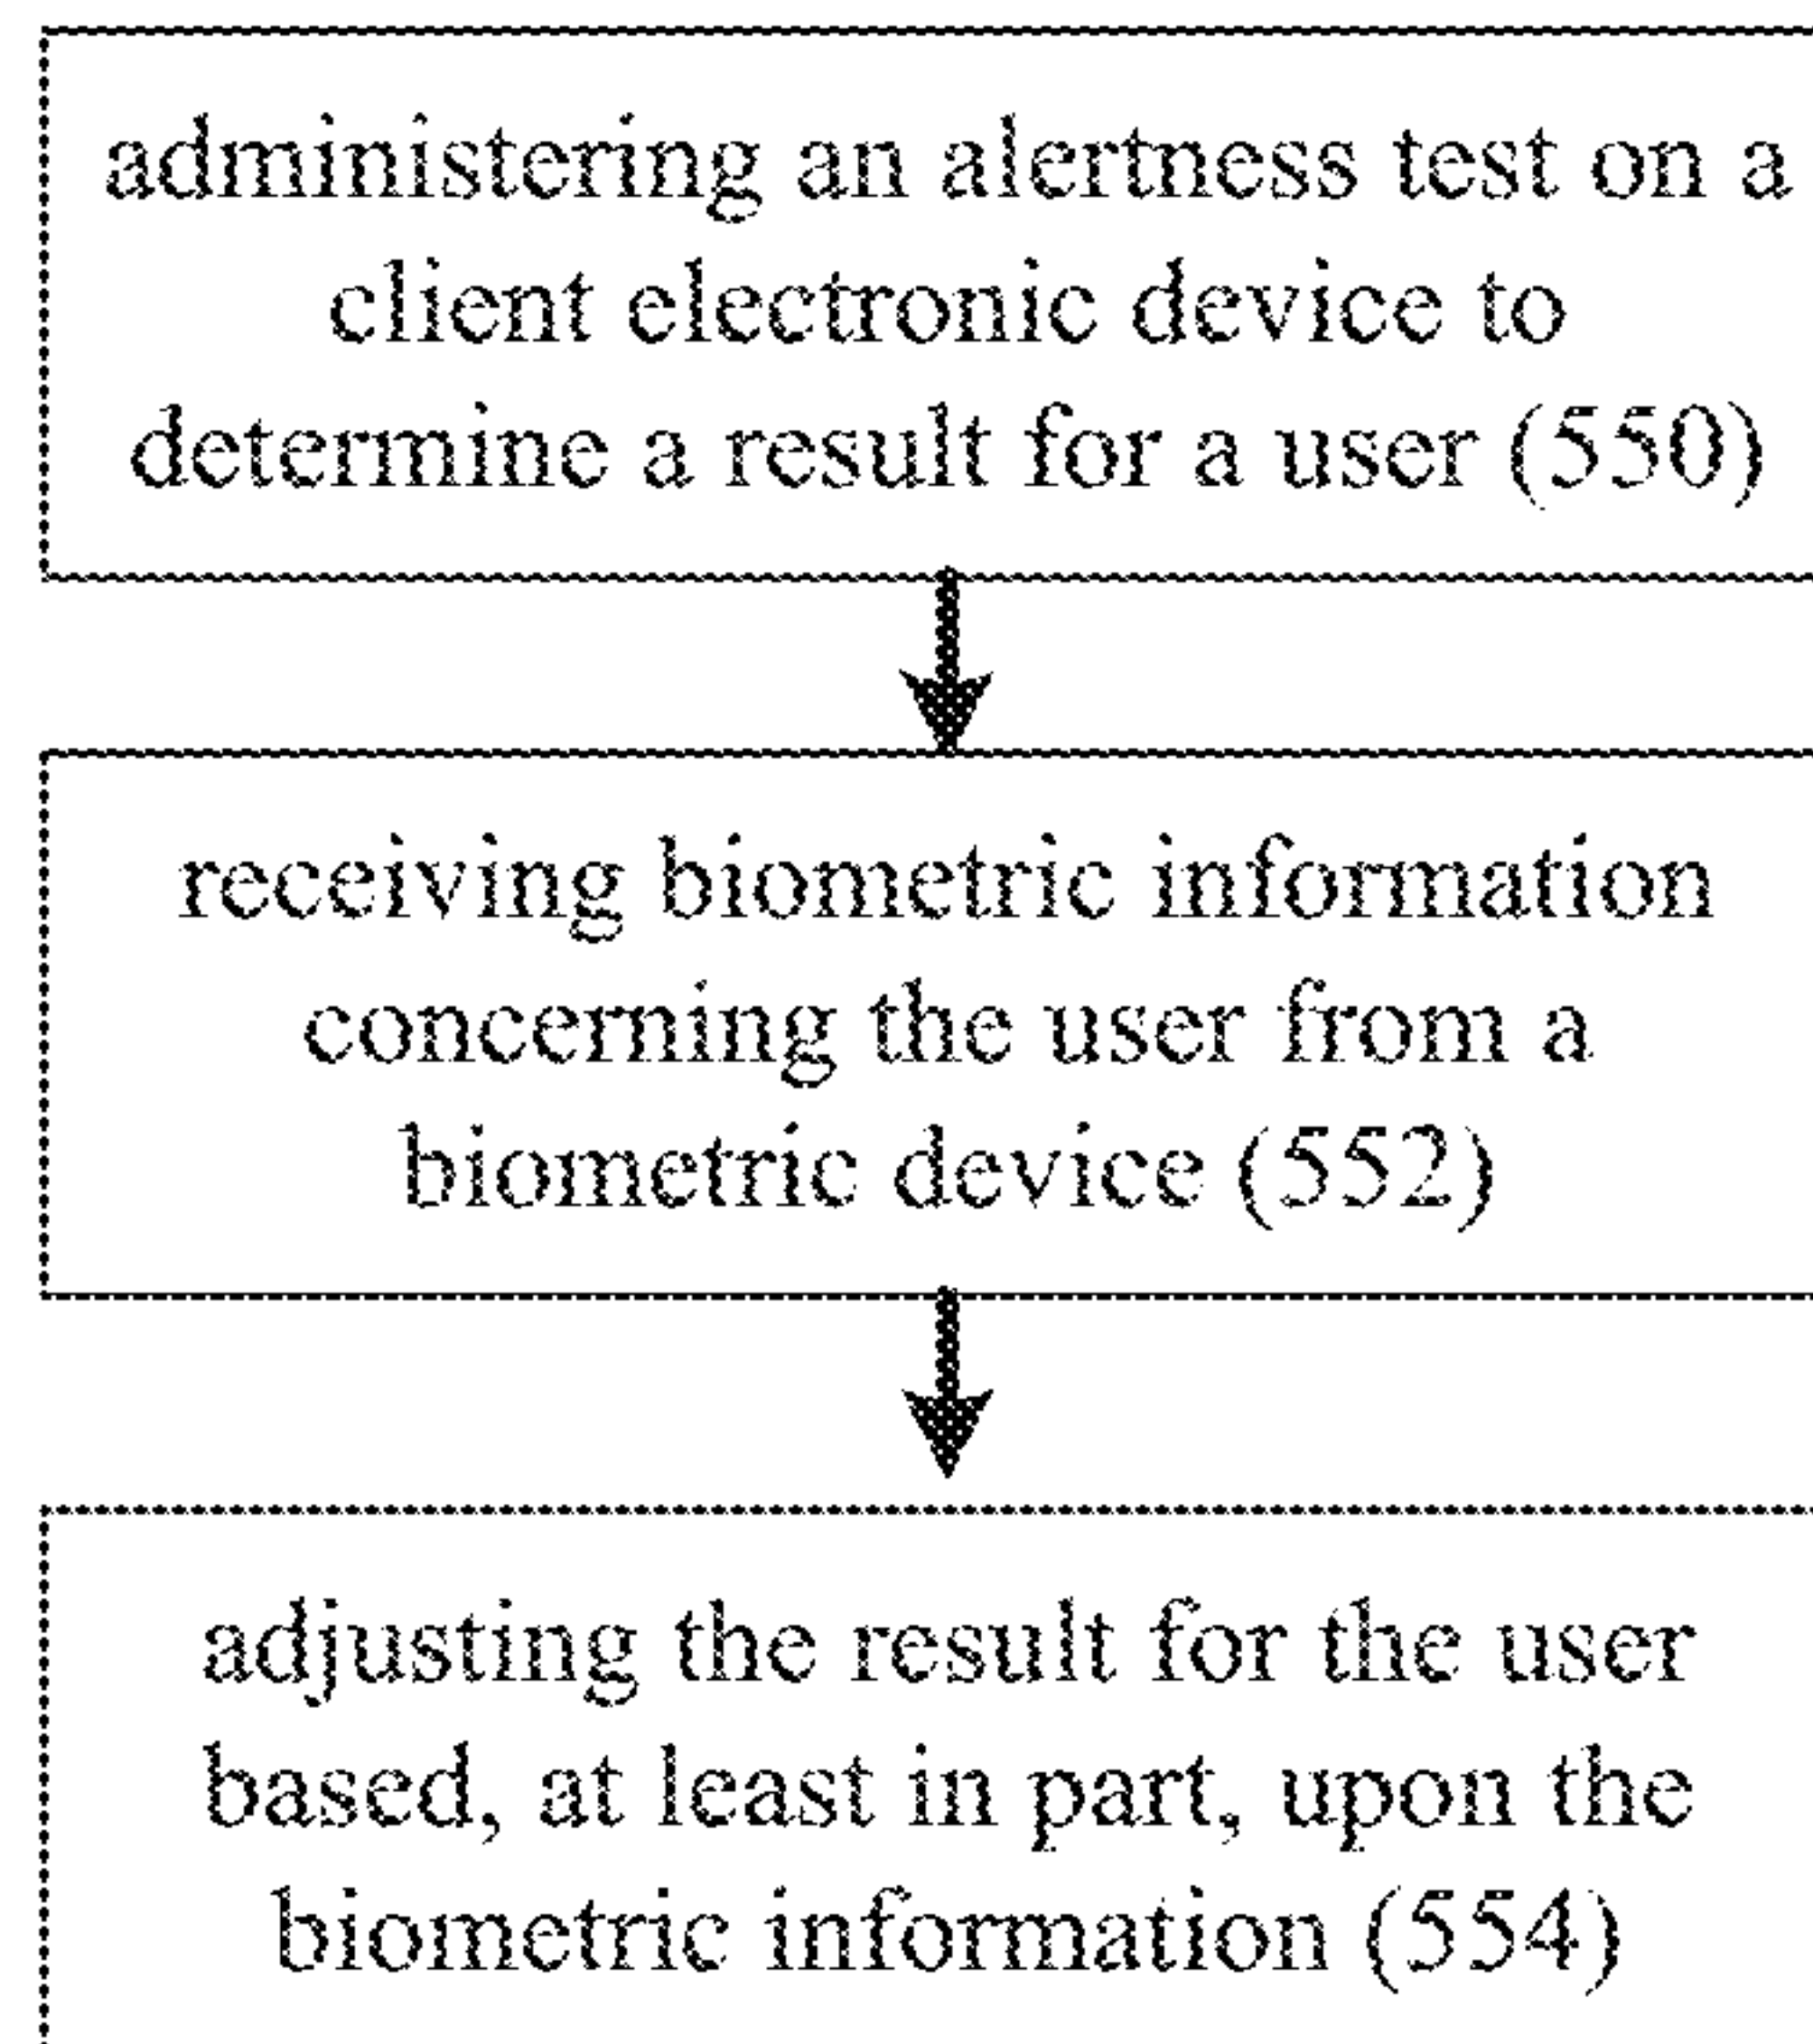 administering an alertness test on a
client electronic device to
determine a result for a user (550)
receiving biometric information
concerning the user from a
biometric device (552)
adjusting the result for the user
based, at least in part, upon the
biometric information (554)